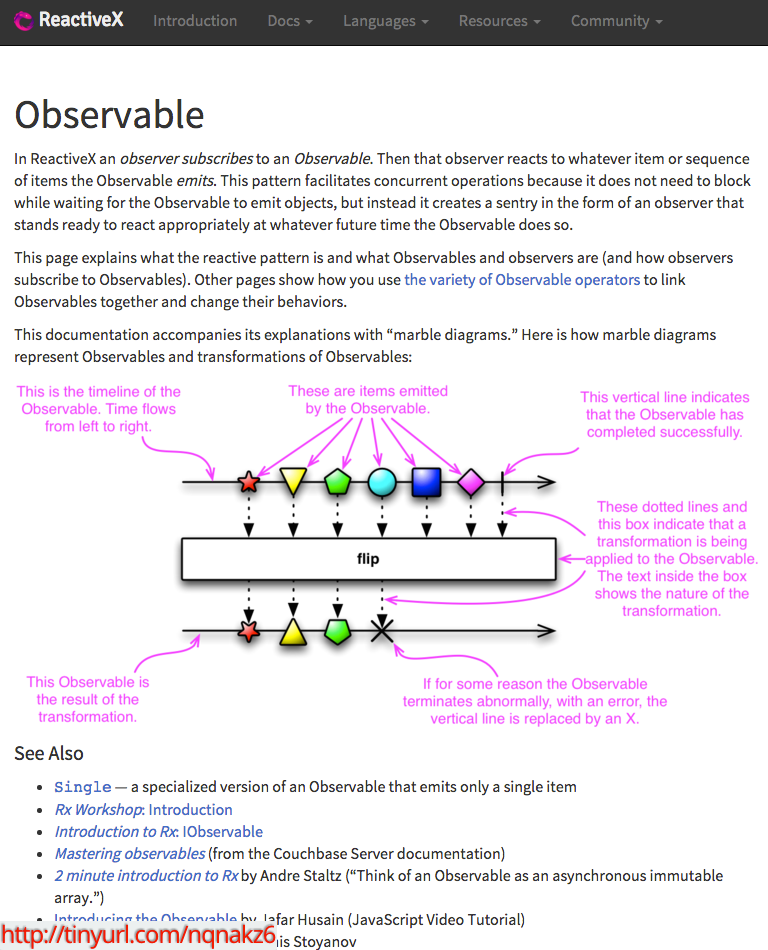 ReactiveX Introduction Docs Languages Resources Community
Observable
In ReactiveX an observer subscribes to an Observable. Then that observer reacts to whatever item or sequence
of items the Observable emits. This pattern facilitates concurrent operations because it does not need to block
while waiting for the Observable to emit objects, but instead it creates a sentry in the form of an observer that
stands ready to react appropriately at whatever future time the Observable does so.
This page explains what the reactive pattern is and what Observables and observers are (and how observers
subscribe to Observables). Other pages show how you use the variety of Observable operators to link
Observables together and change their behaviors.
This documentation accompanies its explanations with “marble diagrams.” Here is how marble diagrams
represent Observables and transformations of Observables:
This is the timeline of the
Observable. Time flows
from left to right.
These are items emitted
by the Observable.
This vertical line indicates
that the Observable has
completed successfully.
These dotted lines and
this box indicate that a
transformation is being
applied to the Observable.
The text inside the box
shows the nature of the
transformation.
flip
This Observable is
the result of the
transformation.
If for some reason the Observable
terminates abnormally, with an error, the
vertical line is replaced by an X.
See Also
• Single — a specialized version of an Observable that emits only a single item
• Rx Workshop: Introduction
• Introduction to Rx: IObservable
• Mastering observables (from the Couchbase Server documentation)
• 2 minute introduction to Rx by Andre Staltz (“Think of an Observable as an asynchronous immutable
array.”)
• Introducing the Observable by Jafar Husain (JavaScript Video Tutorial)
http://tinyurl.com/nqnakz6
Stoyanov